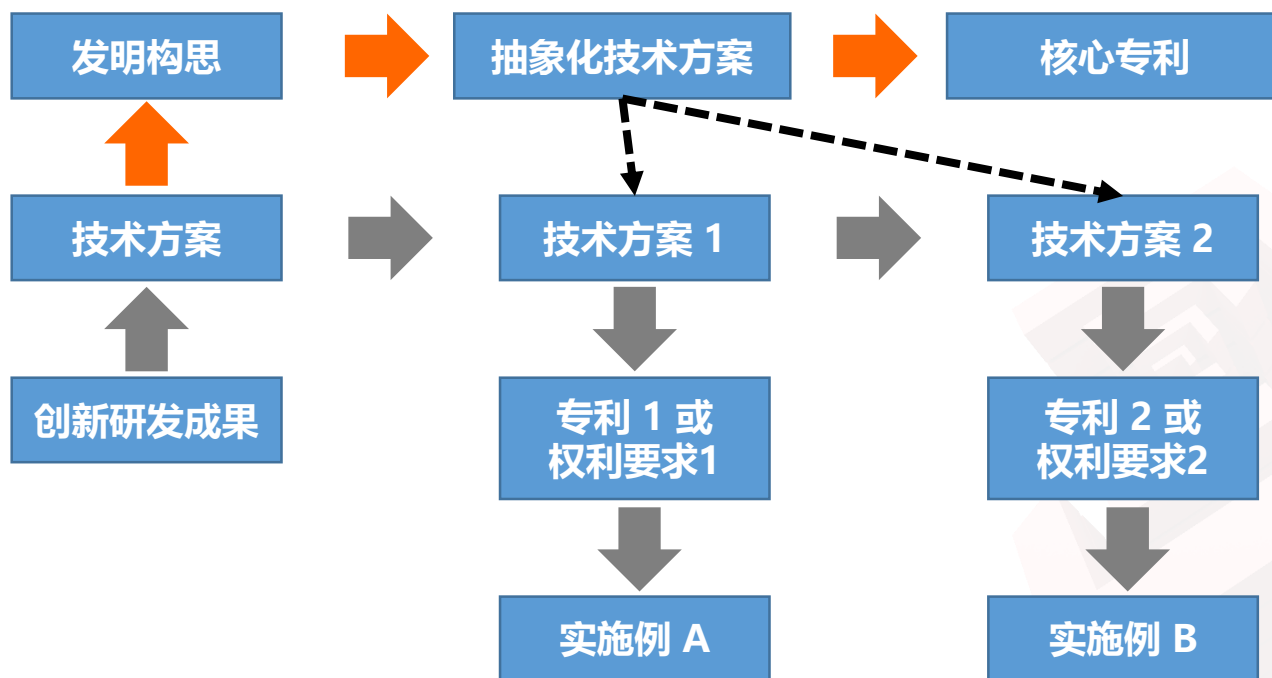 发明构思
抽象化技术方案
核心专利
技术方案
技术方案 1
技术方案 2
创新研发成果
专利 1 或
权利要求1
专利 2 或
权利要求2
实施例 A
实施例 B